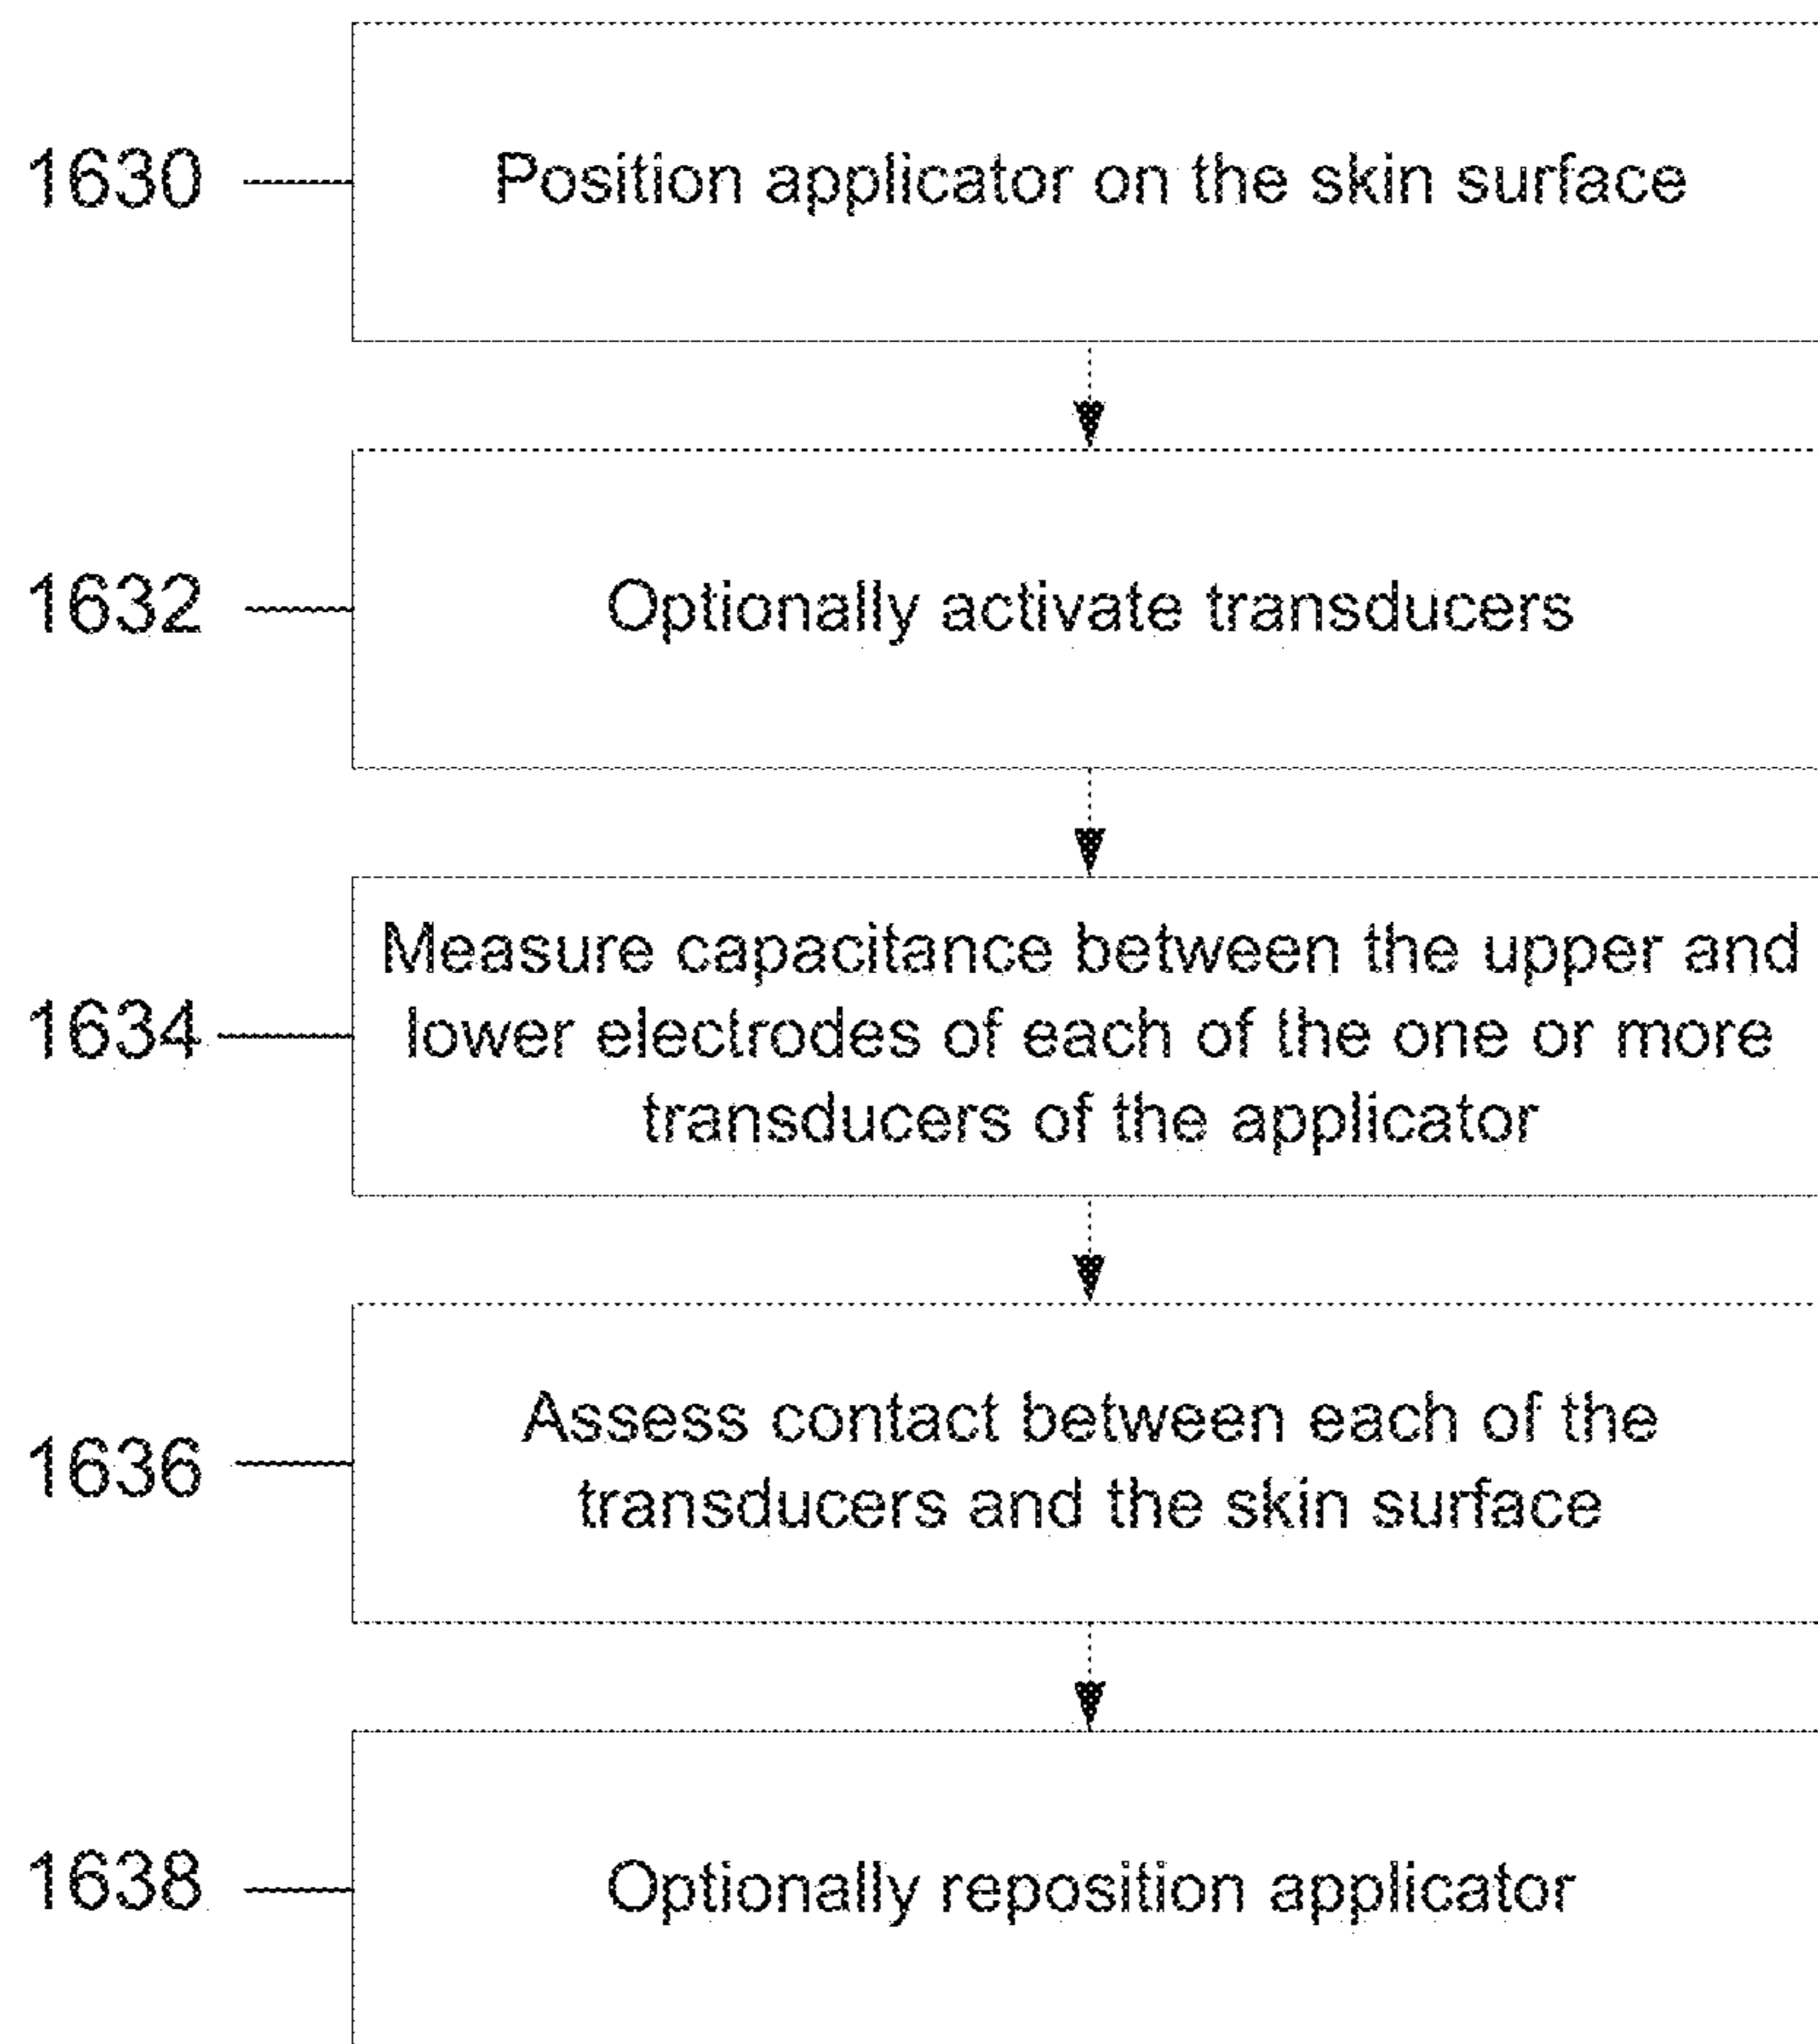 1630
Position applicator on the skin surface
1632
Optionally activate transducers
1634
Measure capacitance between the upper and
lower electrodes of each of the one or more
transducers of the applicator
1636
Assess contact between each of the
transducers and the skin surface
1638
Optionally reposition applicator